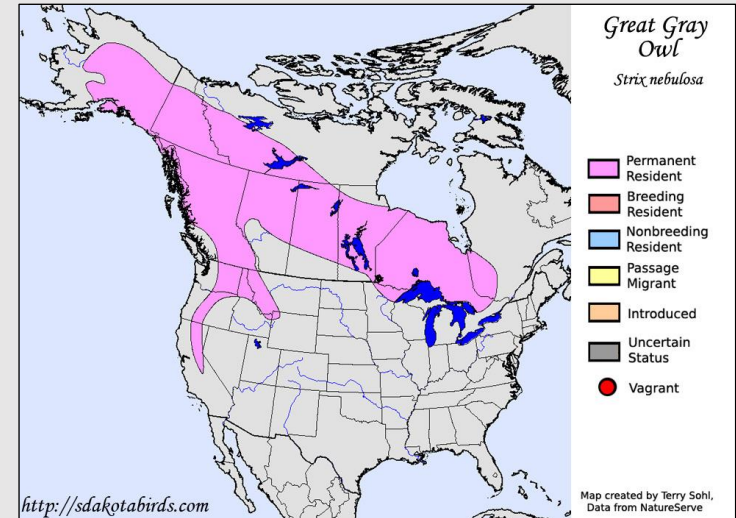 Great Gray
Owl
Strix nebulosa
Permanent
Resident
Breeding
Resident
Nonbreeding
Resident
Passage
Migrant
Introduced
Uncertain
Status
Vagrant
http://sdakotabirds.com
Map created by Terry Sohl,
Data from NatureServe